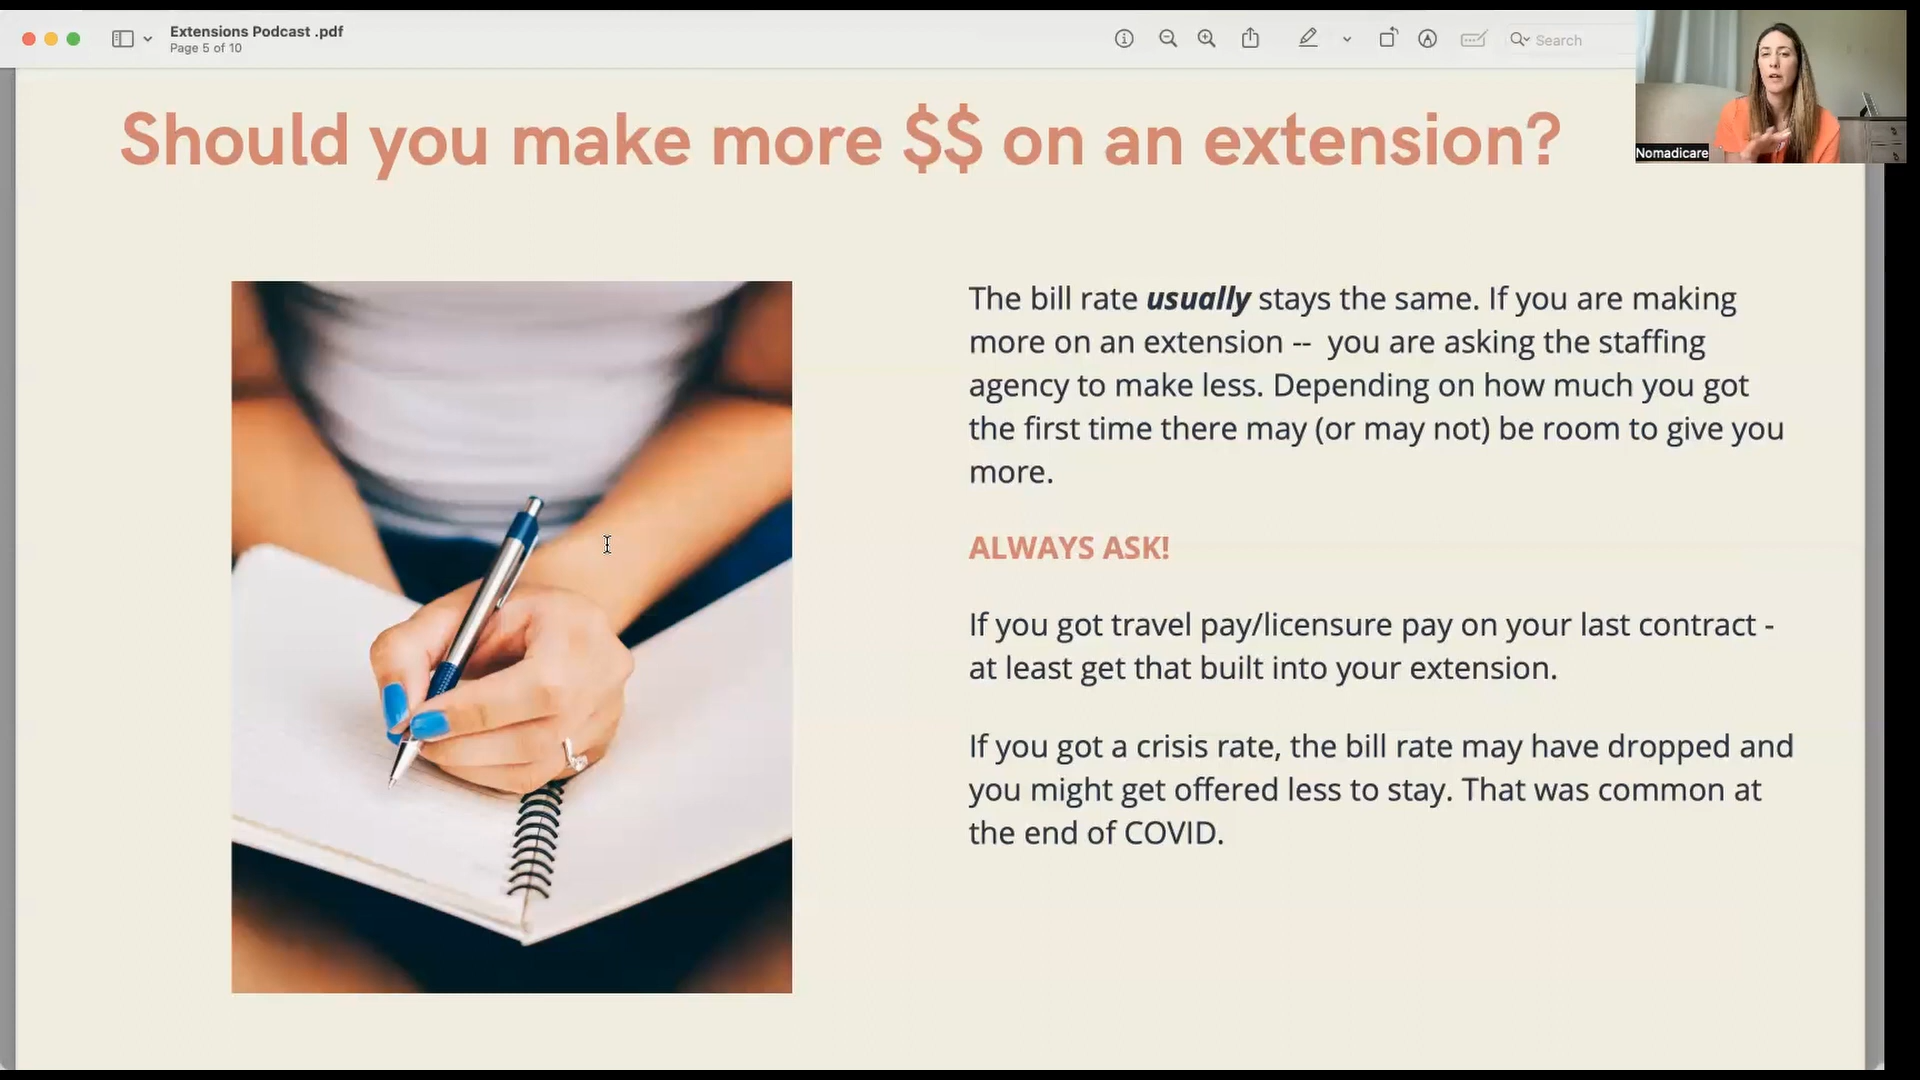 Extensions Podcast .pdf
Page 5 of 10
Search
Nomadicare
Should you make more $$ on an extension?
The bill rate usually stays the same. If you are making
more on an extension -- you are asking the staffing
agency to make less. Depending on how much you got
the first time there may (or may not) be room to give you
more.
ALWAYS ASK!
If you got travel pay/licensure pay on your last contract -
at least get that built into your extension.
If you got a crisis rate, the bill rate may have dropped and
you might get offered less to stay. That was common at
the end of COVID.